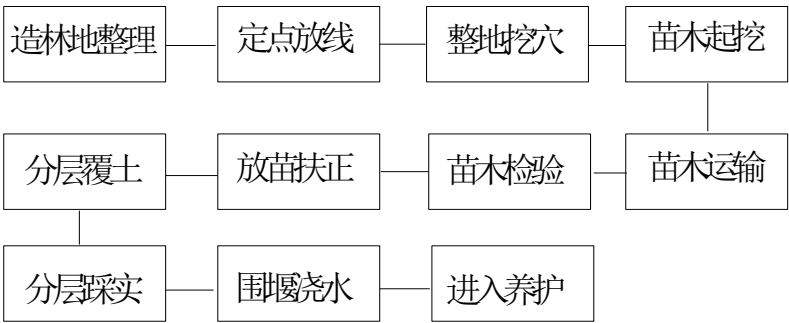 造林地整理 定点放线 整地挖穴 苗木起挖
分层覆土 放苗扶正 苗木检验 苗木运输
分层踩实 围堰浇水 进入养护